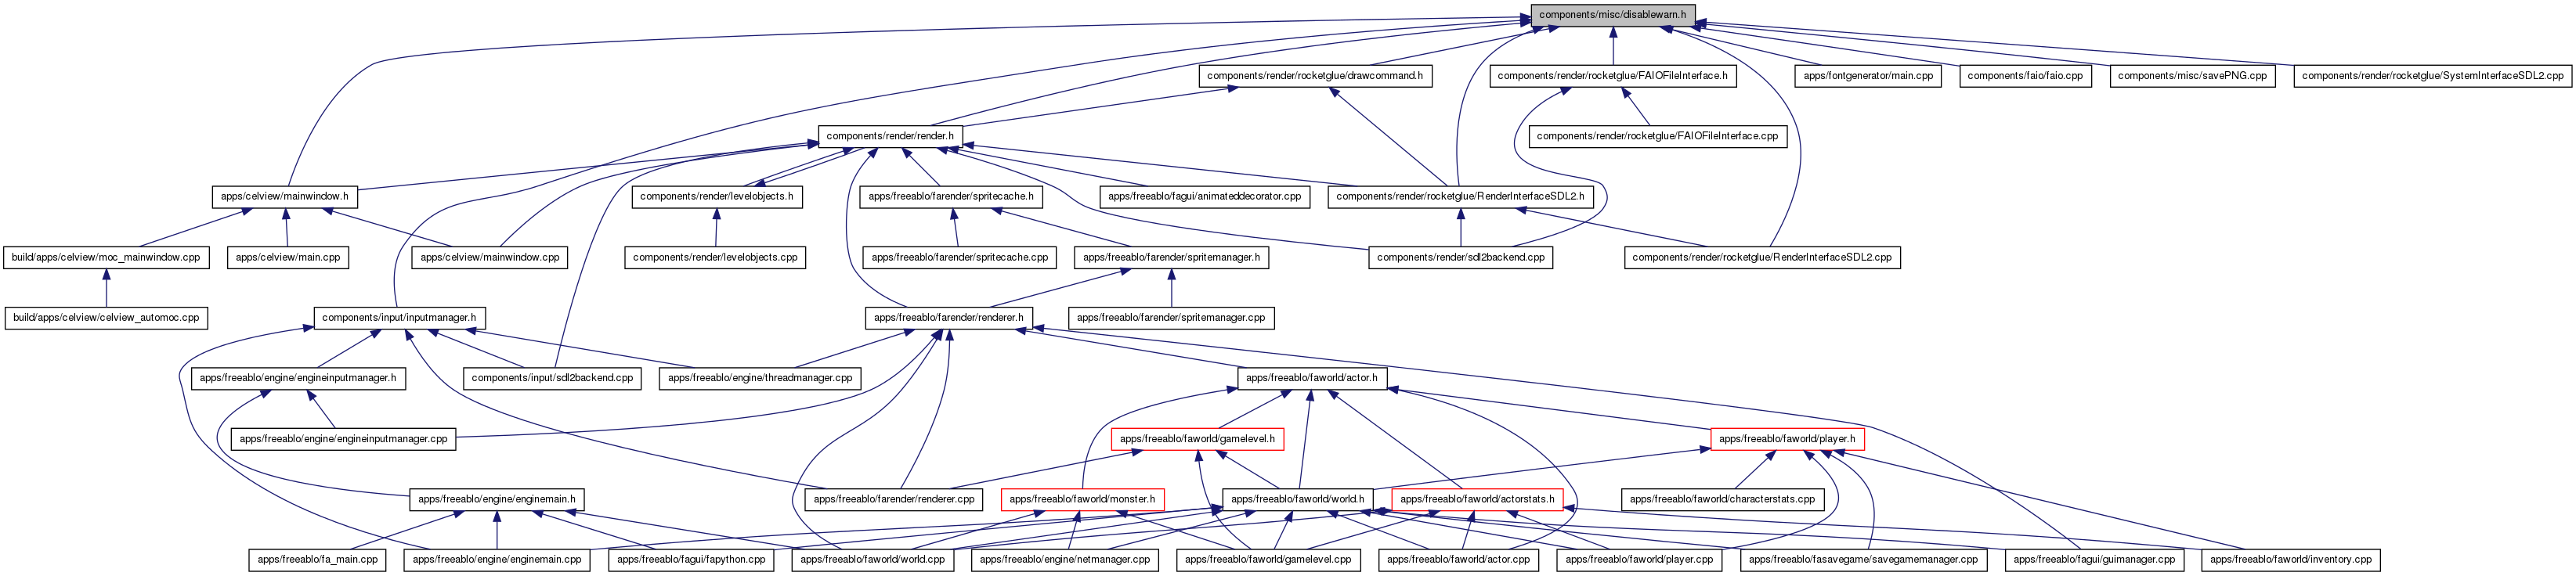 components/misc/disablewarn.h
components/render/rocketglue/drawcommand.h
components/render/rocketglue/FAIOFileInterface.h
apps/fontgenerator/main.cpp
components/faio/faio.cpp
components/misc/savePNG.cpp
components/render/rocketglue/SystemInterfaceSDL2.cpp
components/render/render.h
components/render/rocketglue/FAIOFileInterface.cpp
apps/celview/mainwindow.h
components/render/levelobjects.h
apps/freeablo/farender/spritecache.h
apps/freeablo/fagui/animateddecorator.cpp
components/render/rocketglue/RenderInterfaceSDL2.h
build/apps/celview/moc_mainwindow.cpp
apps/celview/main.cpp
apps/celview/mainwindow.cpp
components/render/levelobjects.cpp
apps/freeablo/farender/spritecache.cpp
apps/freeablo/farender/spritemanager.h
components/render/sdl2backend.cpp
components/render/rocketglue/RenderInterfaceSDL2.cpp
build/apps/celview/celview_automoc.cpp
components/input/inputmanager.h
apps/freeablo/farender/renderer.h
apps/freeablo/farender/spritemanager.cpp
apps/freeablo/engine/engineinputmanager.h
components/input/sdl2backend.cpp
apps/freeablo/engine/threadmanager.cpp
apps/freeablo/faworld/actor.h
apps/freeablo/engine/engineinputmanager.cpp
apps/freeablo/faworld/gamelevel.h
apps/freeablo/faworld/player.h
apps/freeablo/engine/enginemain.h
apps/freeablo/farender/renderer.cpp
apps/freeablo/faworld/monster.h
apps/freeablo/faworld/world.h
apps/freeablo/faworld/actorstats.h
apps/freeablo/faworld/characterstats.cpp
apps/freeablo/fa_main.cpp
apps/freeablo/engine/enginemain.cpp
apps/freeablo/fagui/fapython.cpp
apps/freeablo/faworld/world.cpp
apps/freeablo/engine/netmanager.cpp
apps/freeablo/faworld/gamelevel.cpp
apps/freeablo/faworld/actor.cpp
apps/freeablo/faworld/player.cpp
apps/freeablo/fasavegame/savegamemanager.cpp
apps/freeablo/fagui/guimanager.cpp
apps/freeablo/faworld/inventory.cpp